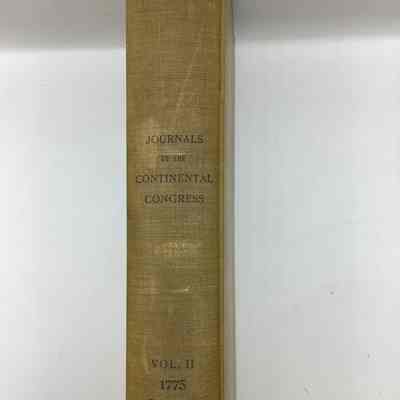 JOURNALS
OF THE
CONTINENTAL
CONGRESS
VOL. II
1775